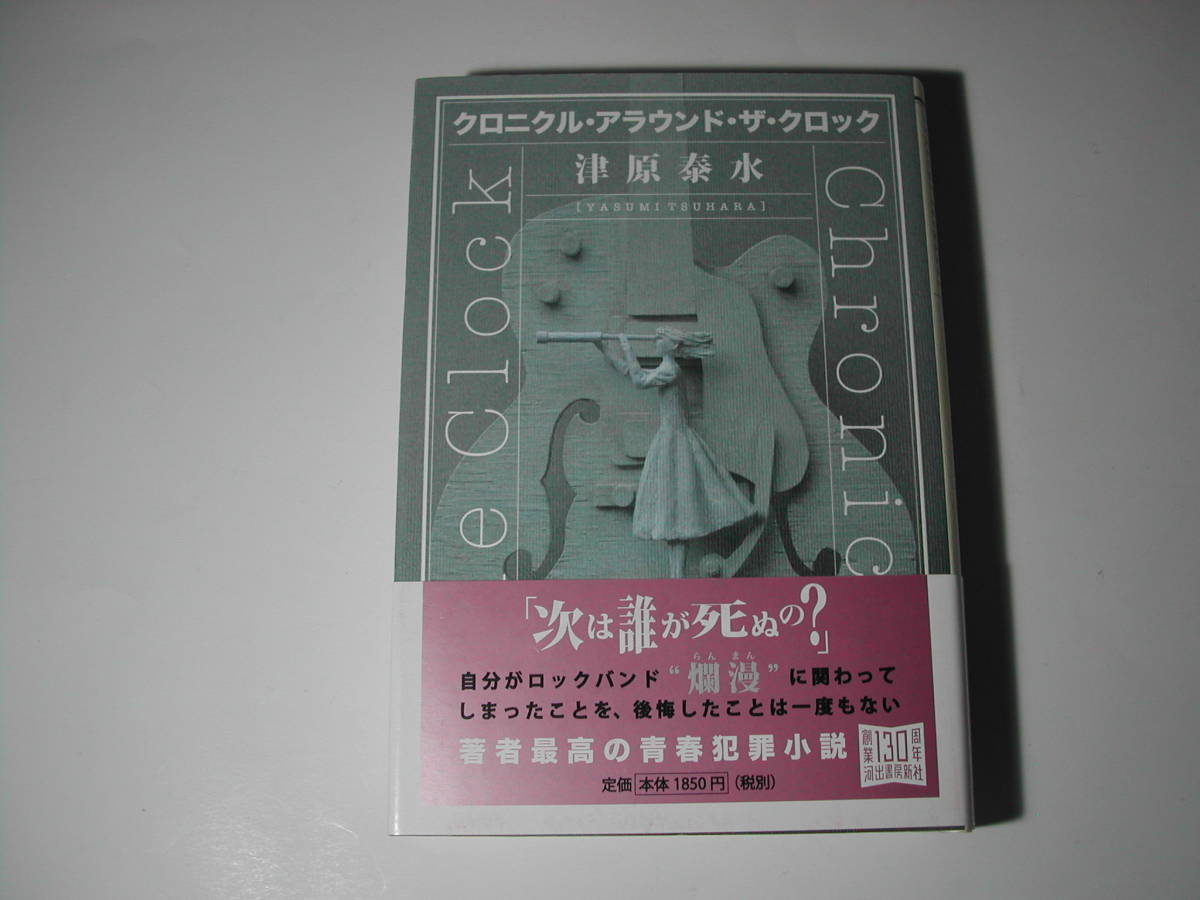 クロニクル・アラウンド・ザ・クロック
津原泰水
[YASUMI TSUHARA]
Chronic
e Clock
「次は誰が死ぬの?」
自分がロックバンド“爛漫”に関わって
らんまん
しまったことを、後悔したことは一度もない
著者最高の青春犯罪小説
定価 本体1850円 (税別)
創業130周年
河出書房新社